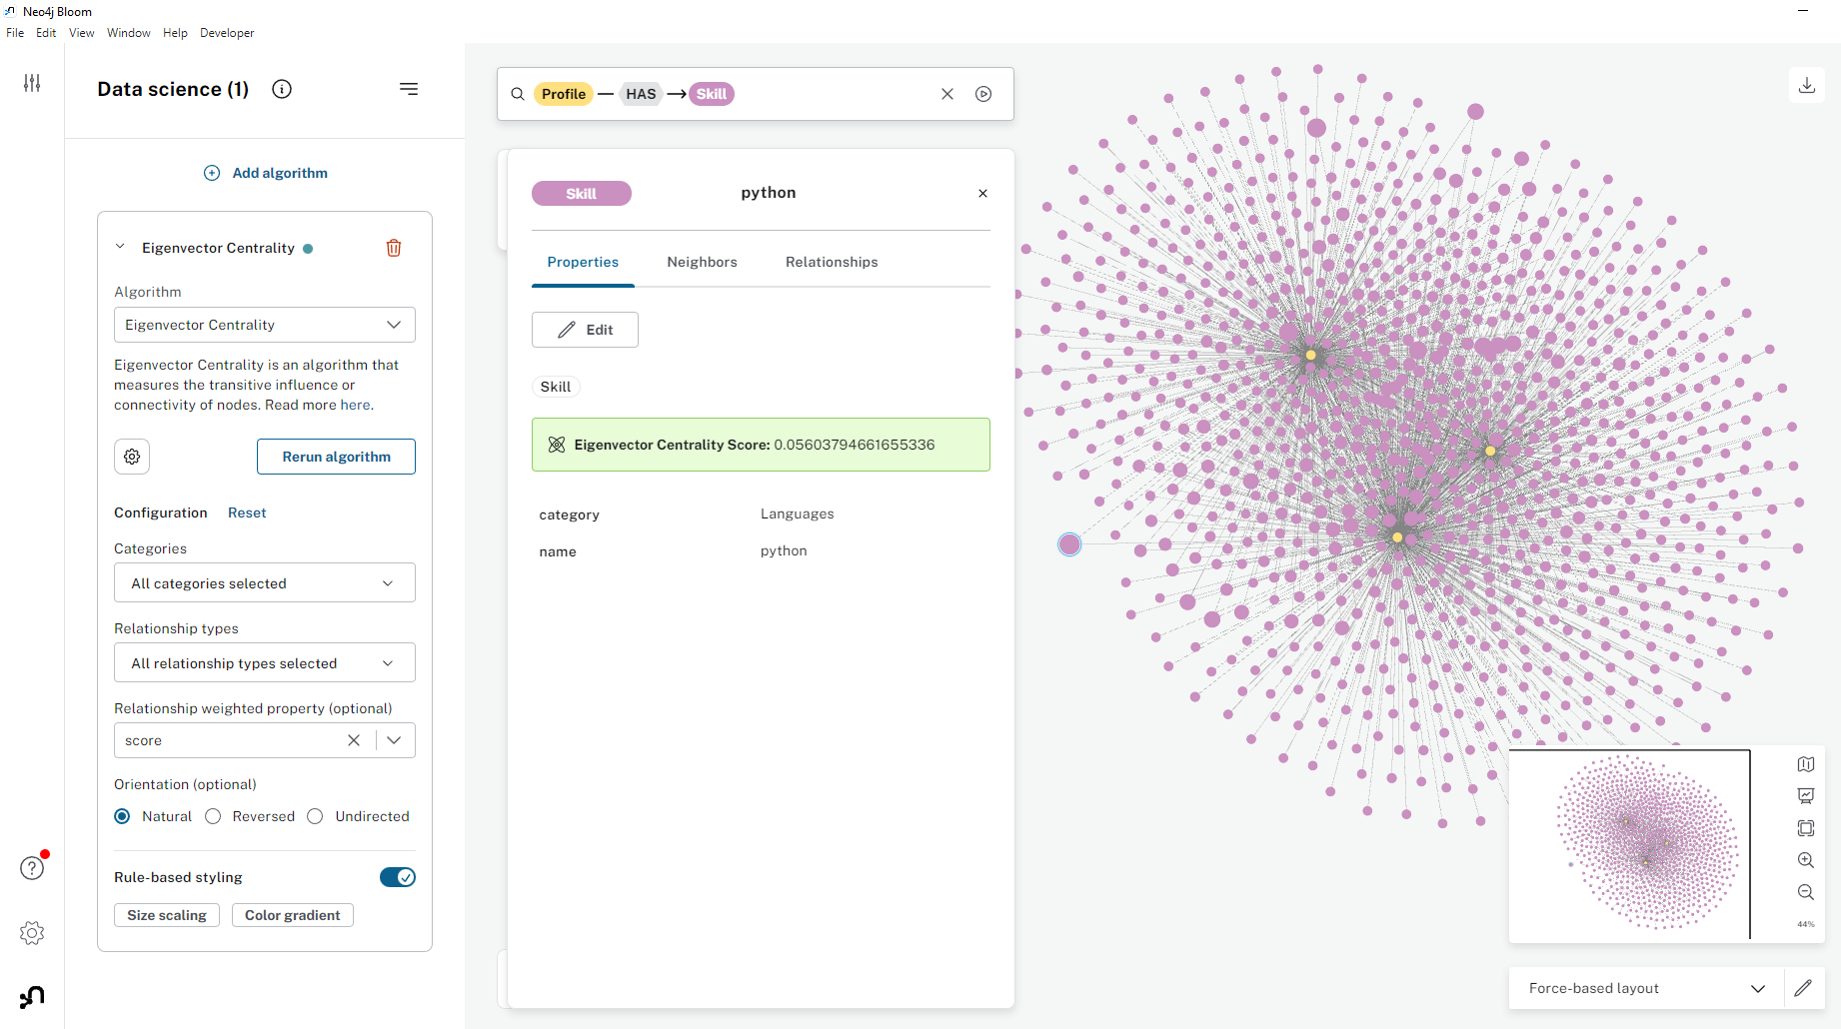 Neo4j Bloom
File Edit View Window Help Developer
Data science (1)
Add algorithm
Eigenvector Centrality
Algorithm
Eigenvector Centrality
Eigenvector Centrality is an algorithm that
measures the transitive influence or
connectivity of nodes. Read more here.
Rerun algorithm
Configuration Reset
Categories
All categories selected
Relationship types
All relationship types selected
Relationship weighted property (optional)
score
Orientation (optional)
Natural Reversed Undirected
Rule-based styling
Size scaling Color gradient
Profile HAS Skill
Skill python
Properties Neighbors Relationships
Edit
Skill
Eigenvector Centrality Score: 0.05603794661655336
category Languages
name python
44%
Force-based layout